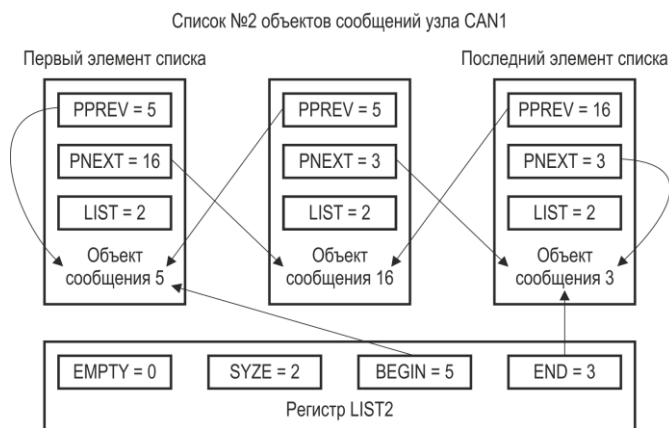 Список №2 объектов сообщений узла CAN1
Первый элемент списка
Последний элемент списка
PPREV = 5
PNEXT = 16
LIST = 2
Объект
сообщения 5
PPREV = 5
PNEXT = 3
LIST = 2
Объект
сообщения 16
PPREV = 16
PNEXT = 3
LIST = 2
Объект
сообщения 3
EMPTY = 0
SYZE = 2
BEGIN = 5
END = 3
Регистр LIST2